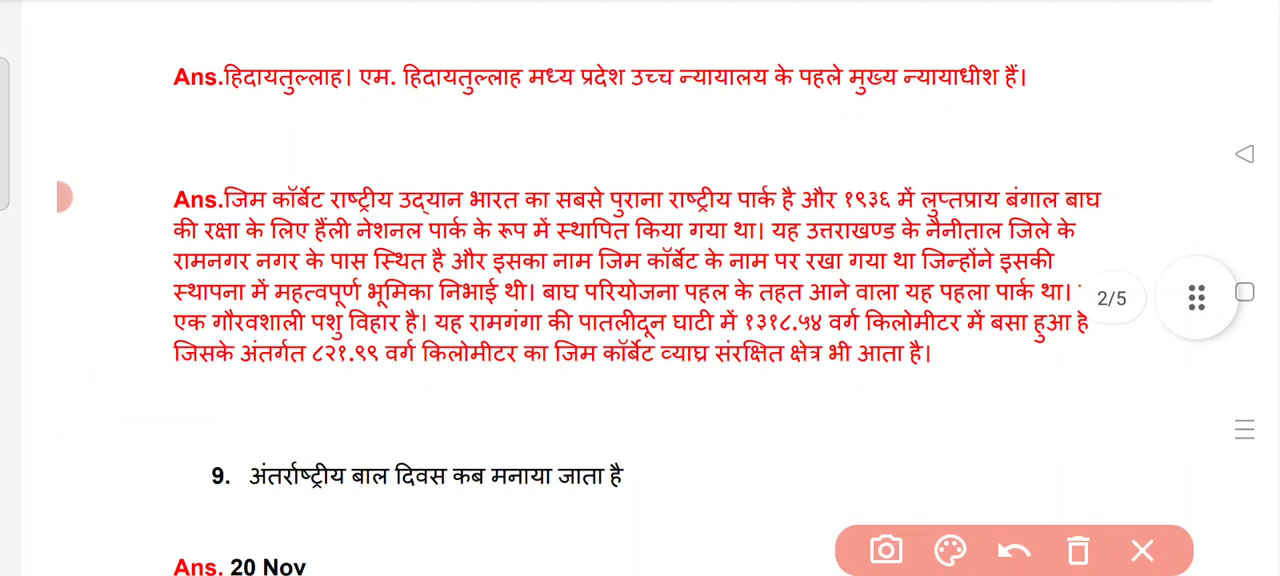 Ans.हिदायतुल्लाह। एम. हिदायतुल्लाह मध्य प्रदेश उच्च न्यायालय के पहले मुख्य न्यायाधीश हैं।
Ans.जिम कॉर्बेट राष्ट्रीय उद्यान भारत का सबसे पुराना राष्ट्रीय पार्क है और १९३६ में लुप्तप्राय बंगाल बाघ
की रक्षा के लिए हैंली नेशनल पार्क के रूप में स्थापित किया गया था। यह उत्तराखण्ड के नैनीताल जिले के
रामनगर नगर के पास स्थित है और इसका नाम जिम कॉर्बेट के नाम पर रखा गया था जिन्होंने इसकी
स्थापना में महत्वपूर्ण भूमिका निभाई थी। बाघ परियोजना पहल के तहत आने वाला यह पहला पार्क था।
2/5
एक गौरवशाली पशु विहार है। यह रामगंगा की पातलीदून घाटी में १३१८.५४ वर्ग किलोमीटर में बसा हुआ है
जिसके अंतर्गत ८२१.९९ वर्ग किलोमीटर का जिम कॉर्बेट व्याघ्र संरक्षित क्षेत्र भी आता है।
9. अंतर्राष्ट्रीय बाल दिवस कब मनाया जाता है
Ans. 20 Nov